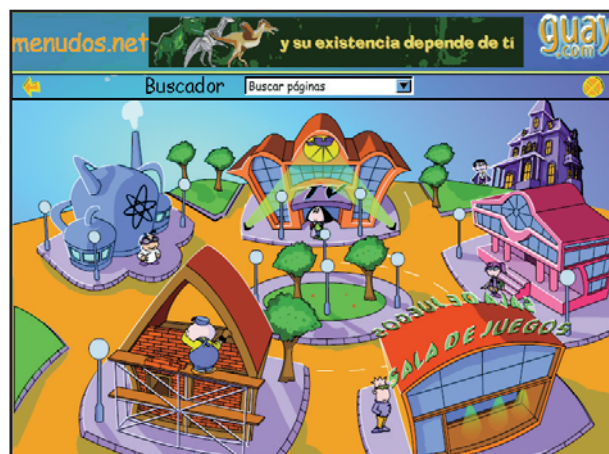 menudos.net
y su existencia depende de ti
guay
.com
Buscador
Buscar páginas
SALA DE JUEGOS